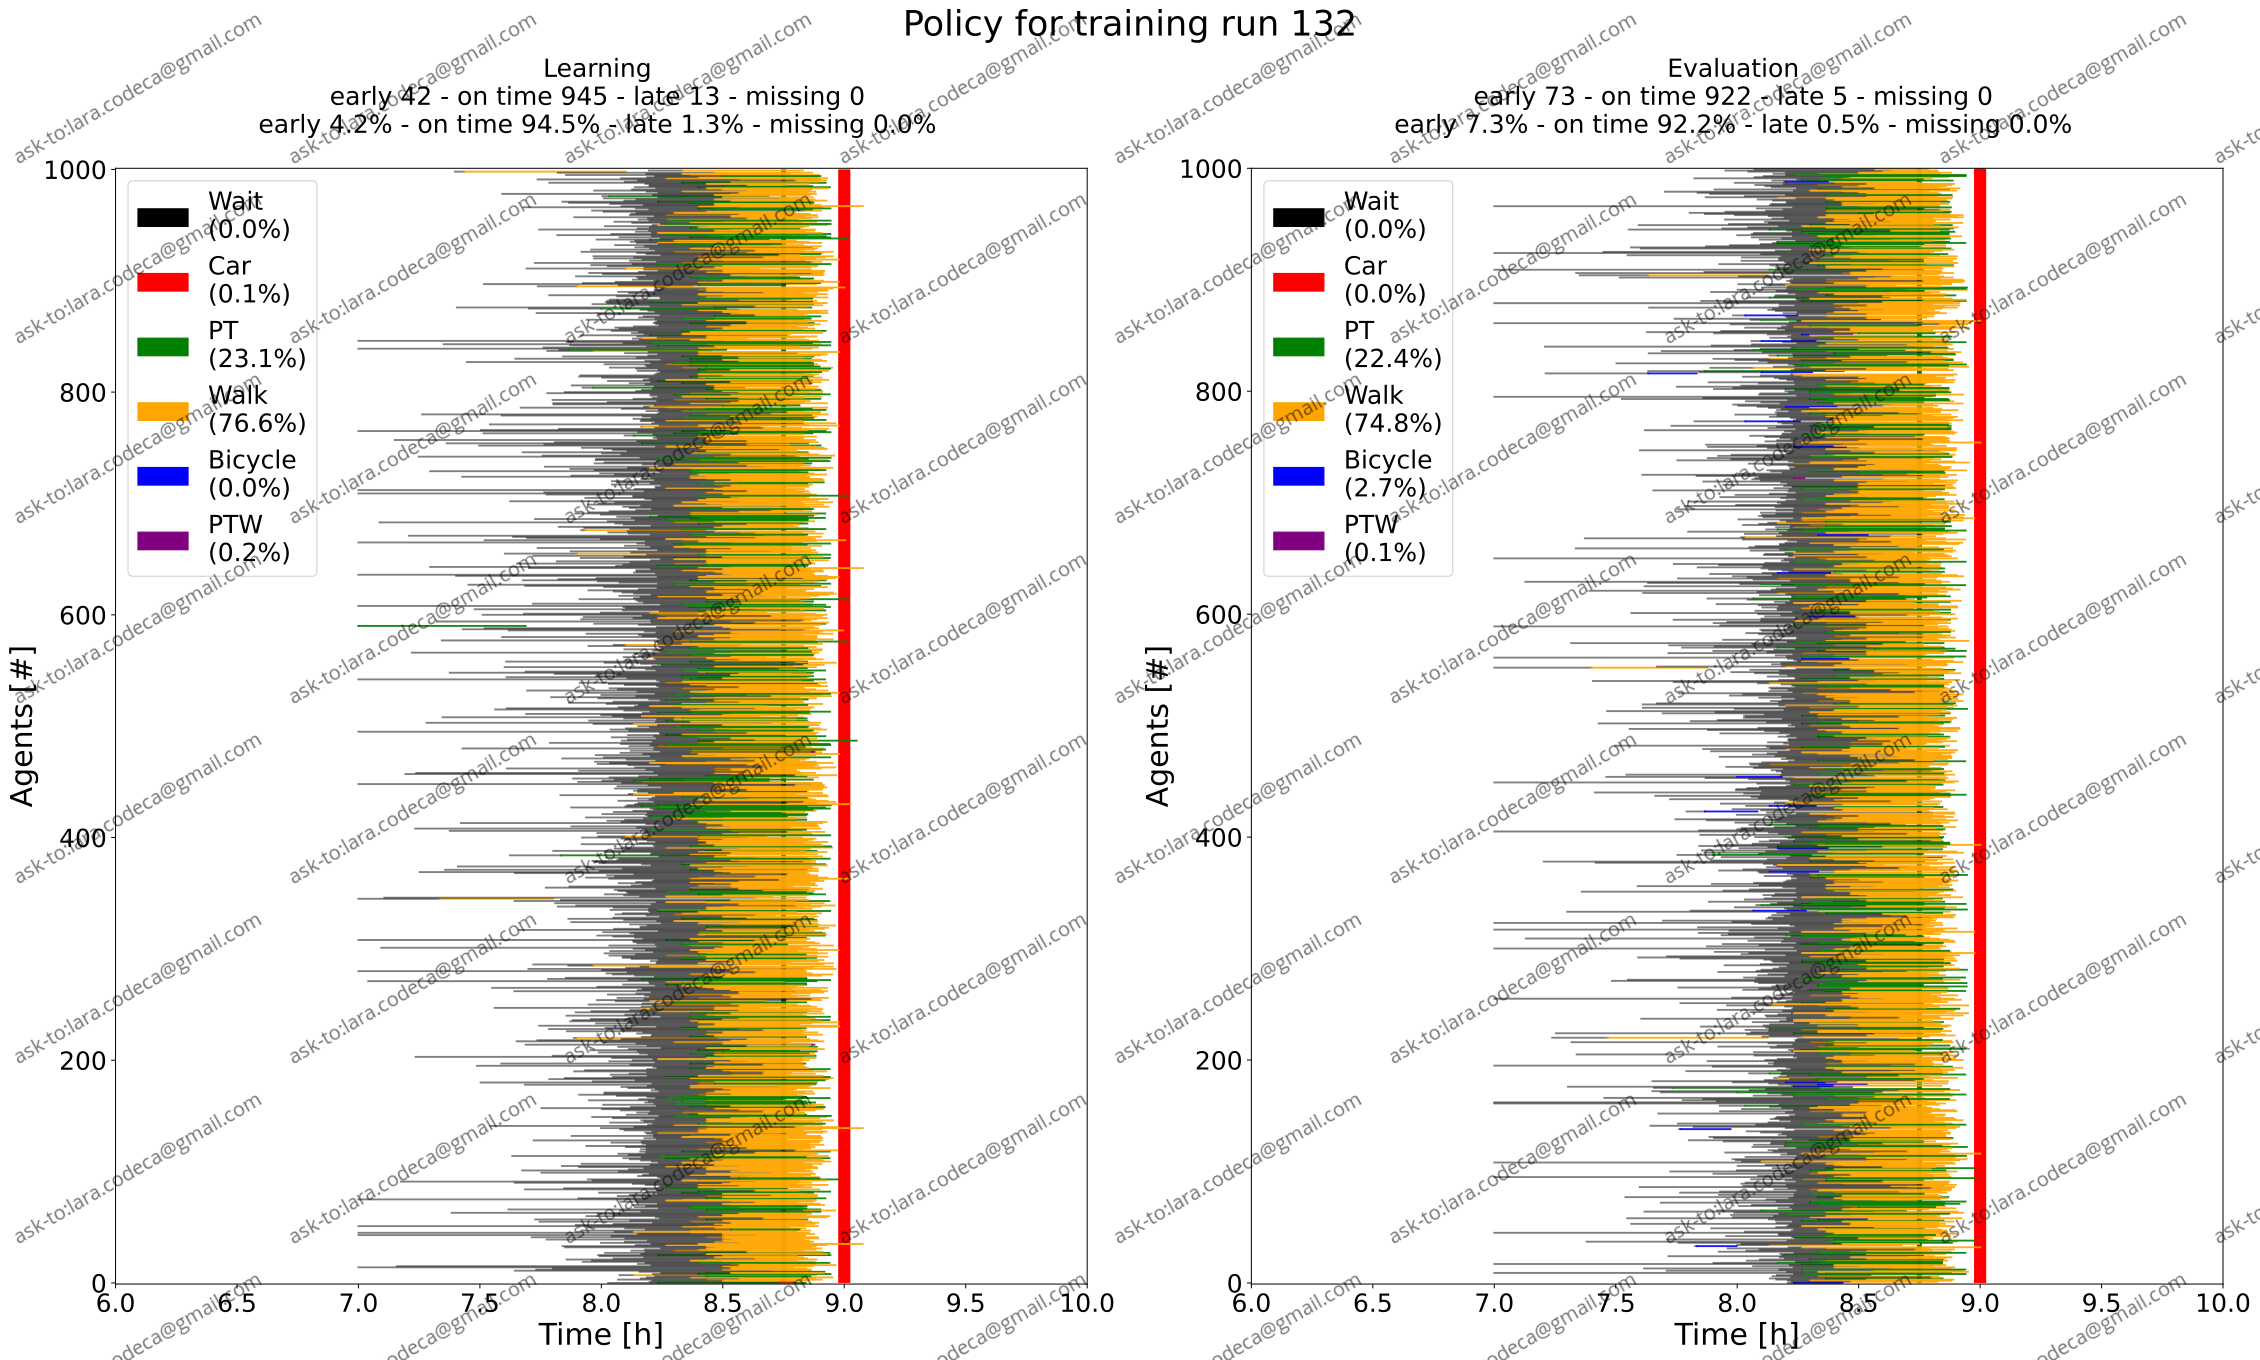 Policy for training run 132
Learning
early 42 - on time 945 - late 13 - missing 0
early 4.2% - on time 94.5% - late 1.3% - missing 0.0%
1000
800
600
400
200
0
Agents [#]
Wait
(0.0%)
Car
(0.1%)
PT
(23.1%)
Walk
(76.6%)
Bicycle
(0.0%)
PTW
(0.2%)
6.0 6.5 7.0 7.5 8.0 8.5 9.0 9.5 10.0
Time [h]
Evaluation
early 73 - on time 922 - late 5 - missing 0
early 7.3% - on time 92.2% - late 0.5% - missing 0.0%
1000
800
600
400
200
0
Agents [#]
Wait
(0.0%)
Car
(0.0%)
PT
(22.4%)
Walk
(74.8%)
Bicycle
(2.7%)
PTW
(0.1%)
6.0 6.5 7.0 7.5 8.0 8.5 9.0 9.5 10.0
Time [h]
ask-to:lara.codeca@gmail.com